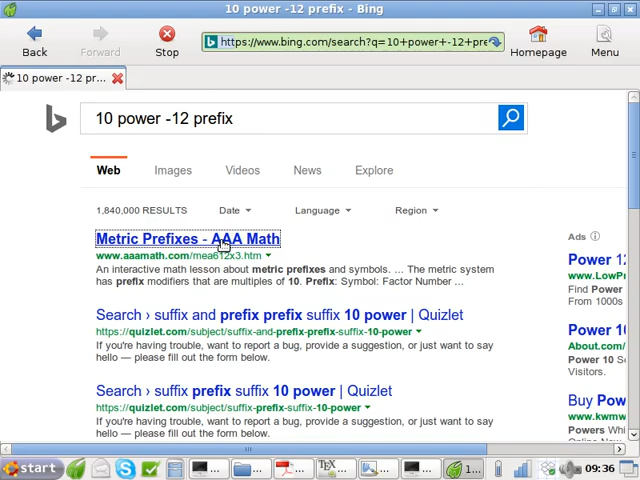 10 power -12 prefix - Bing
Back
Forward
Stop
https://www.bing.com/search?q=10+power+-12+pre
Homepage
Menu
10 power -12 pr...
10 power -12 prefix
Web
Images
Videos
News
Explore
1,840,000 RESULTS
Date
Language
Region
Metric Prefixes - AAA Math
www.aaamath.com/mea612x3.htm
An interactive math lesson about metric prefixes and symbols. ... The metric system
has prefix modifiers that are multiples of 10. Prefix: Symbol: Factor Number ...
Search › suffix and prefix prefix suffix 10 power | Quizlet
https://quizlet.com/subject/suffix-and-prefix-prefix-suffix-10-power
If you're having trouble, want to report a bug, provide a suggestion, or just want to say
hello — please fill out the form below.
Search › suffix prefix suffix 10 power | Quizlet
https://quizlet.com/subject/suffix-prefix-suffix-10-power
If you're having trouble, want to report a bug, provide a suggestion, or just want to say
hello — please fill out the form below.
Ads
Power 12
www.LowPr
Find Power
From 1000s
Power 10
About.com/
Power 10 S
Visitors.
Buy Pow
www.kwmw
Powers Whi
On
start
TEX
1...
09:36